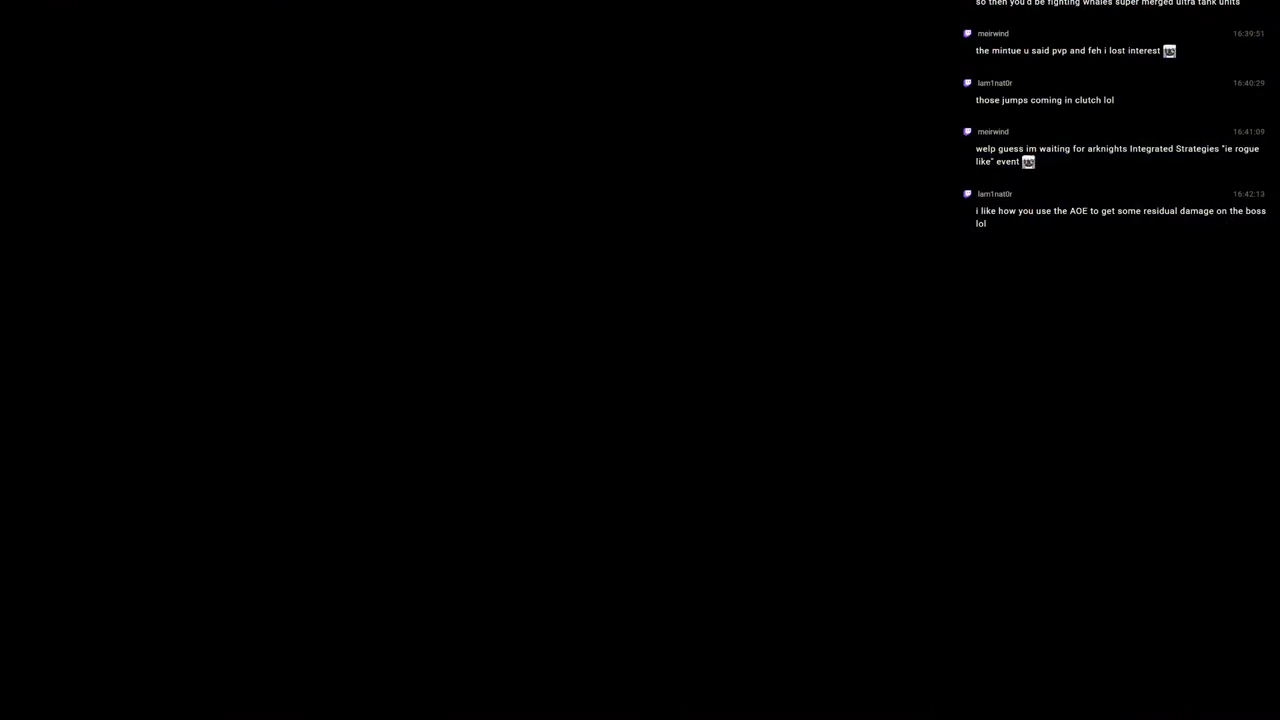 so then you'd be fighting whales super merged ultra tank units
meirwind 16:39:51
the mintue u said pvp and feh i lost interest
lam1nat0r 16:40:29
those jumps coming in clutch lol
meirwind 16:41:09
welp guess im waiting for arknights Integrated Strategies "ie rogue
like" event
lam1nat0r 16:42:13
i like how you use the AOE to get some residual damage on the boss
lol